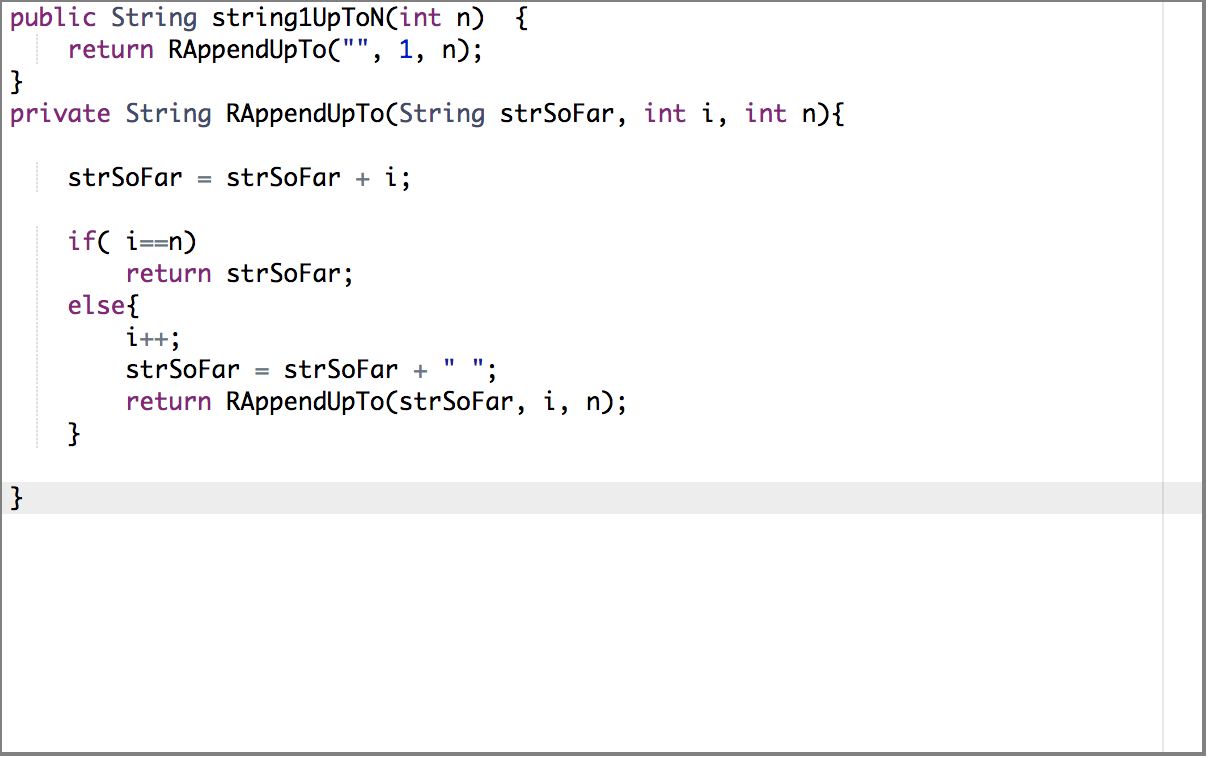 public String string1UpToN(int n)  {
    return RAppendUpTo("", 1, n);
}
private String RAppendUpTo(String strSoFar, int i, int n){
    strSoFar = strSoFar + i;
    if( i==n)
        return strSoFar;
    else{
        i++;
        strSoFar = strSoFar + " ";
        return RAppendUpTo(strSoFar, i, n);
    }
}